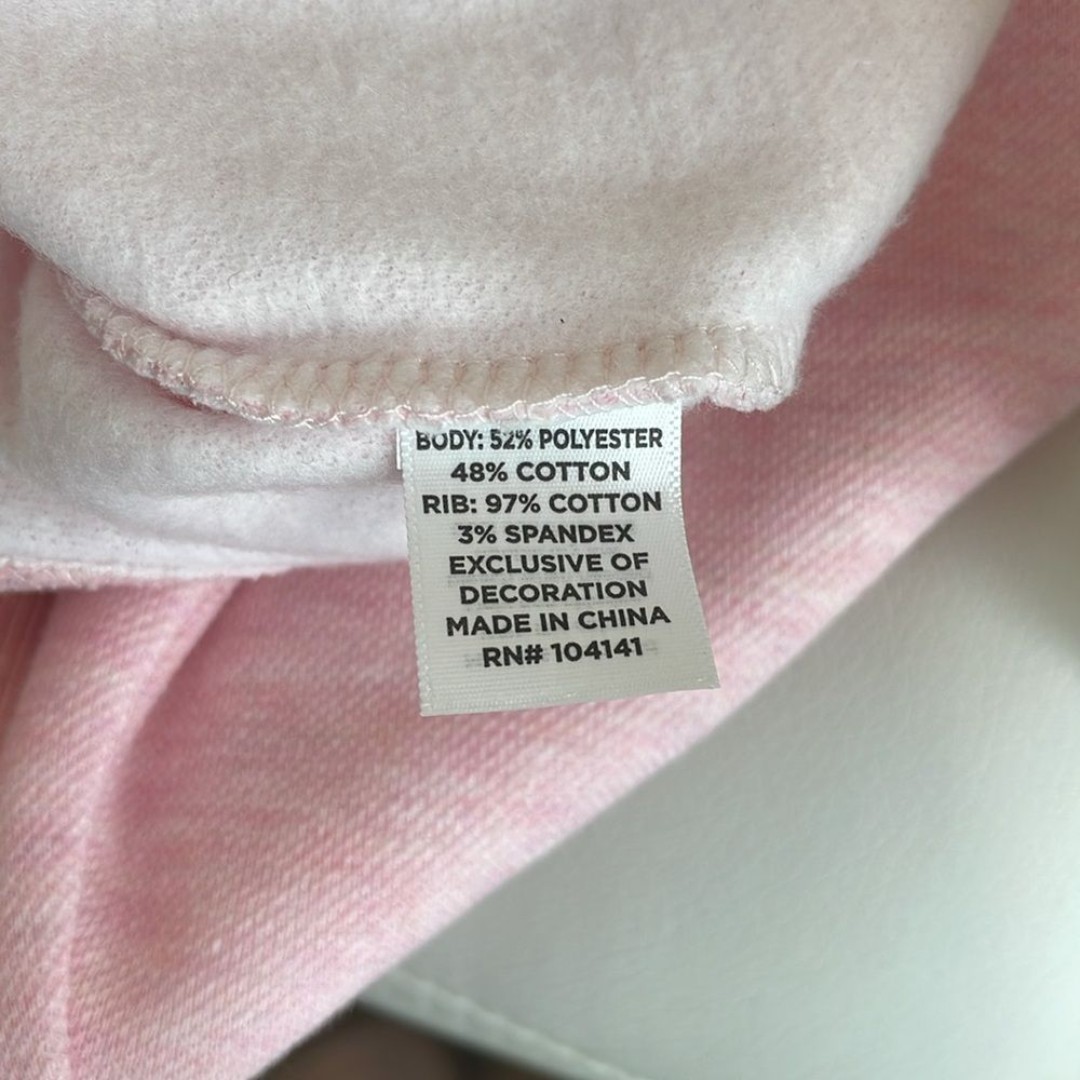 BODY: 52% POLYESTER
48% COTTON
RIB: 97% COTTON
3% SPANDEX
EXCLUSIVE OF
DECORATION
MADE IN CHINA
RN# 104141